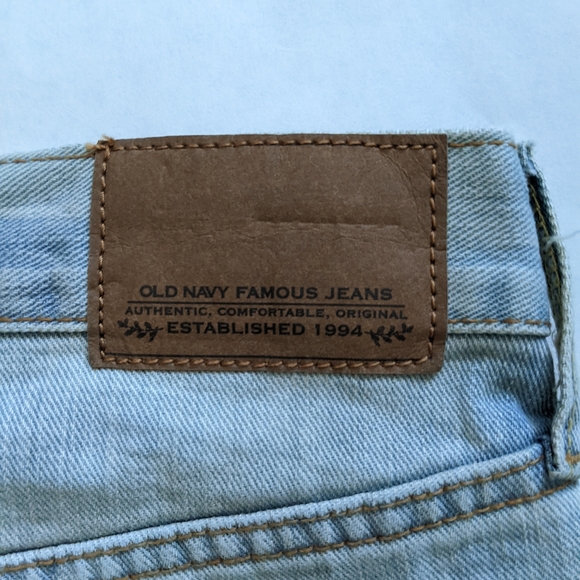 OLD NAVY FAMOUS JEANS
AUTHENTIC, COMFORTABLE, ORIGINAL
ESTABLISHED 1994